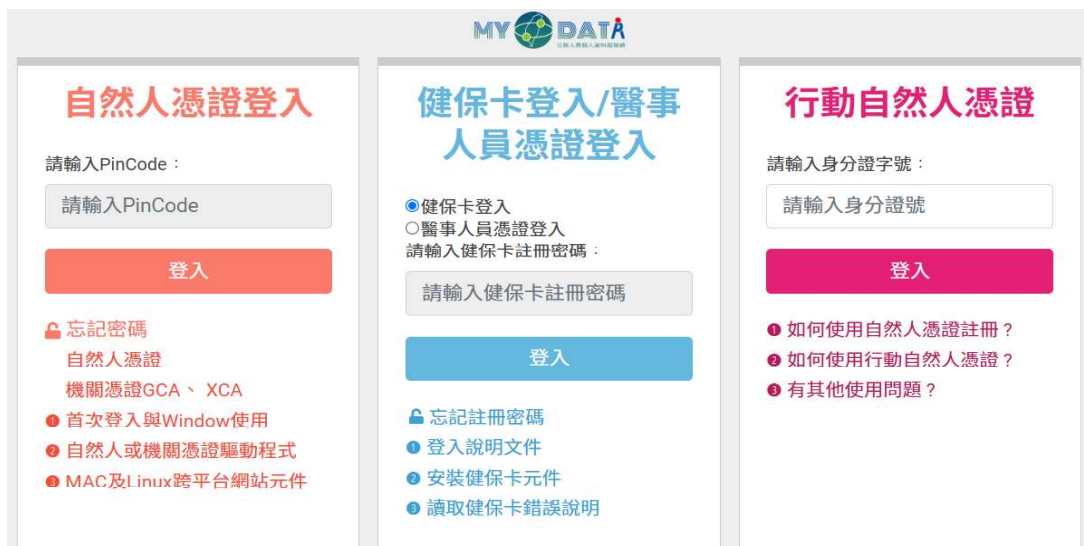 MY DATA
公務人員個人資料服務網
自然人憑證登入
請輸入PinCode：
請輸入PinCode
登入
忘記密碼
自然人憑證
機關憑證GCA、 XCA
❶ 首次登入與Window使用
❷ 自然人或機關憑證驅動程式
❸ MAC及Linux跨平台網站元件
健保卡登入/醫事
人員憑證登入
健保卡登入
醫事人員憑證登入
請輸入健保卡註冊密碼：
請輸入健保卡註冊密碼
登入
忘記註冊密碼
❶ 登入說明文件
❷ 安裝健保卡元件
❸ 讀取健保卡錯誤說明
行動自然人憑證
請輸入身分證字號：
請輸入身分證號
登入
❶ 如何使用自然人憑證註冊？
❷ 如何使用行動自然人憑證？
❸ 有其他使用問題？